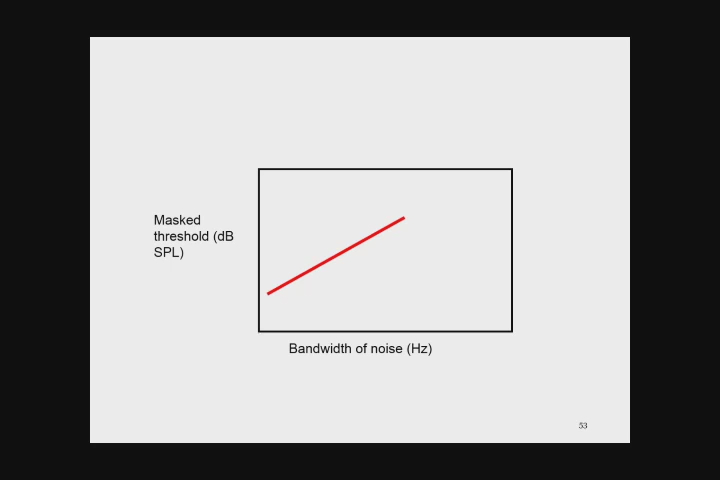 Masked
threshold (dB
SPL)
Bandwidth of noise (Hz)
53